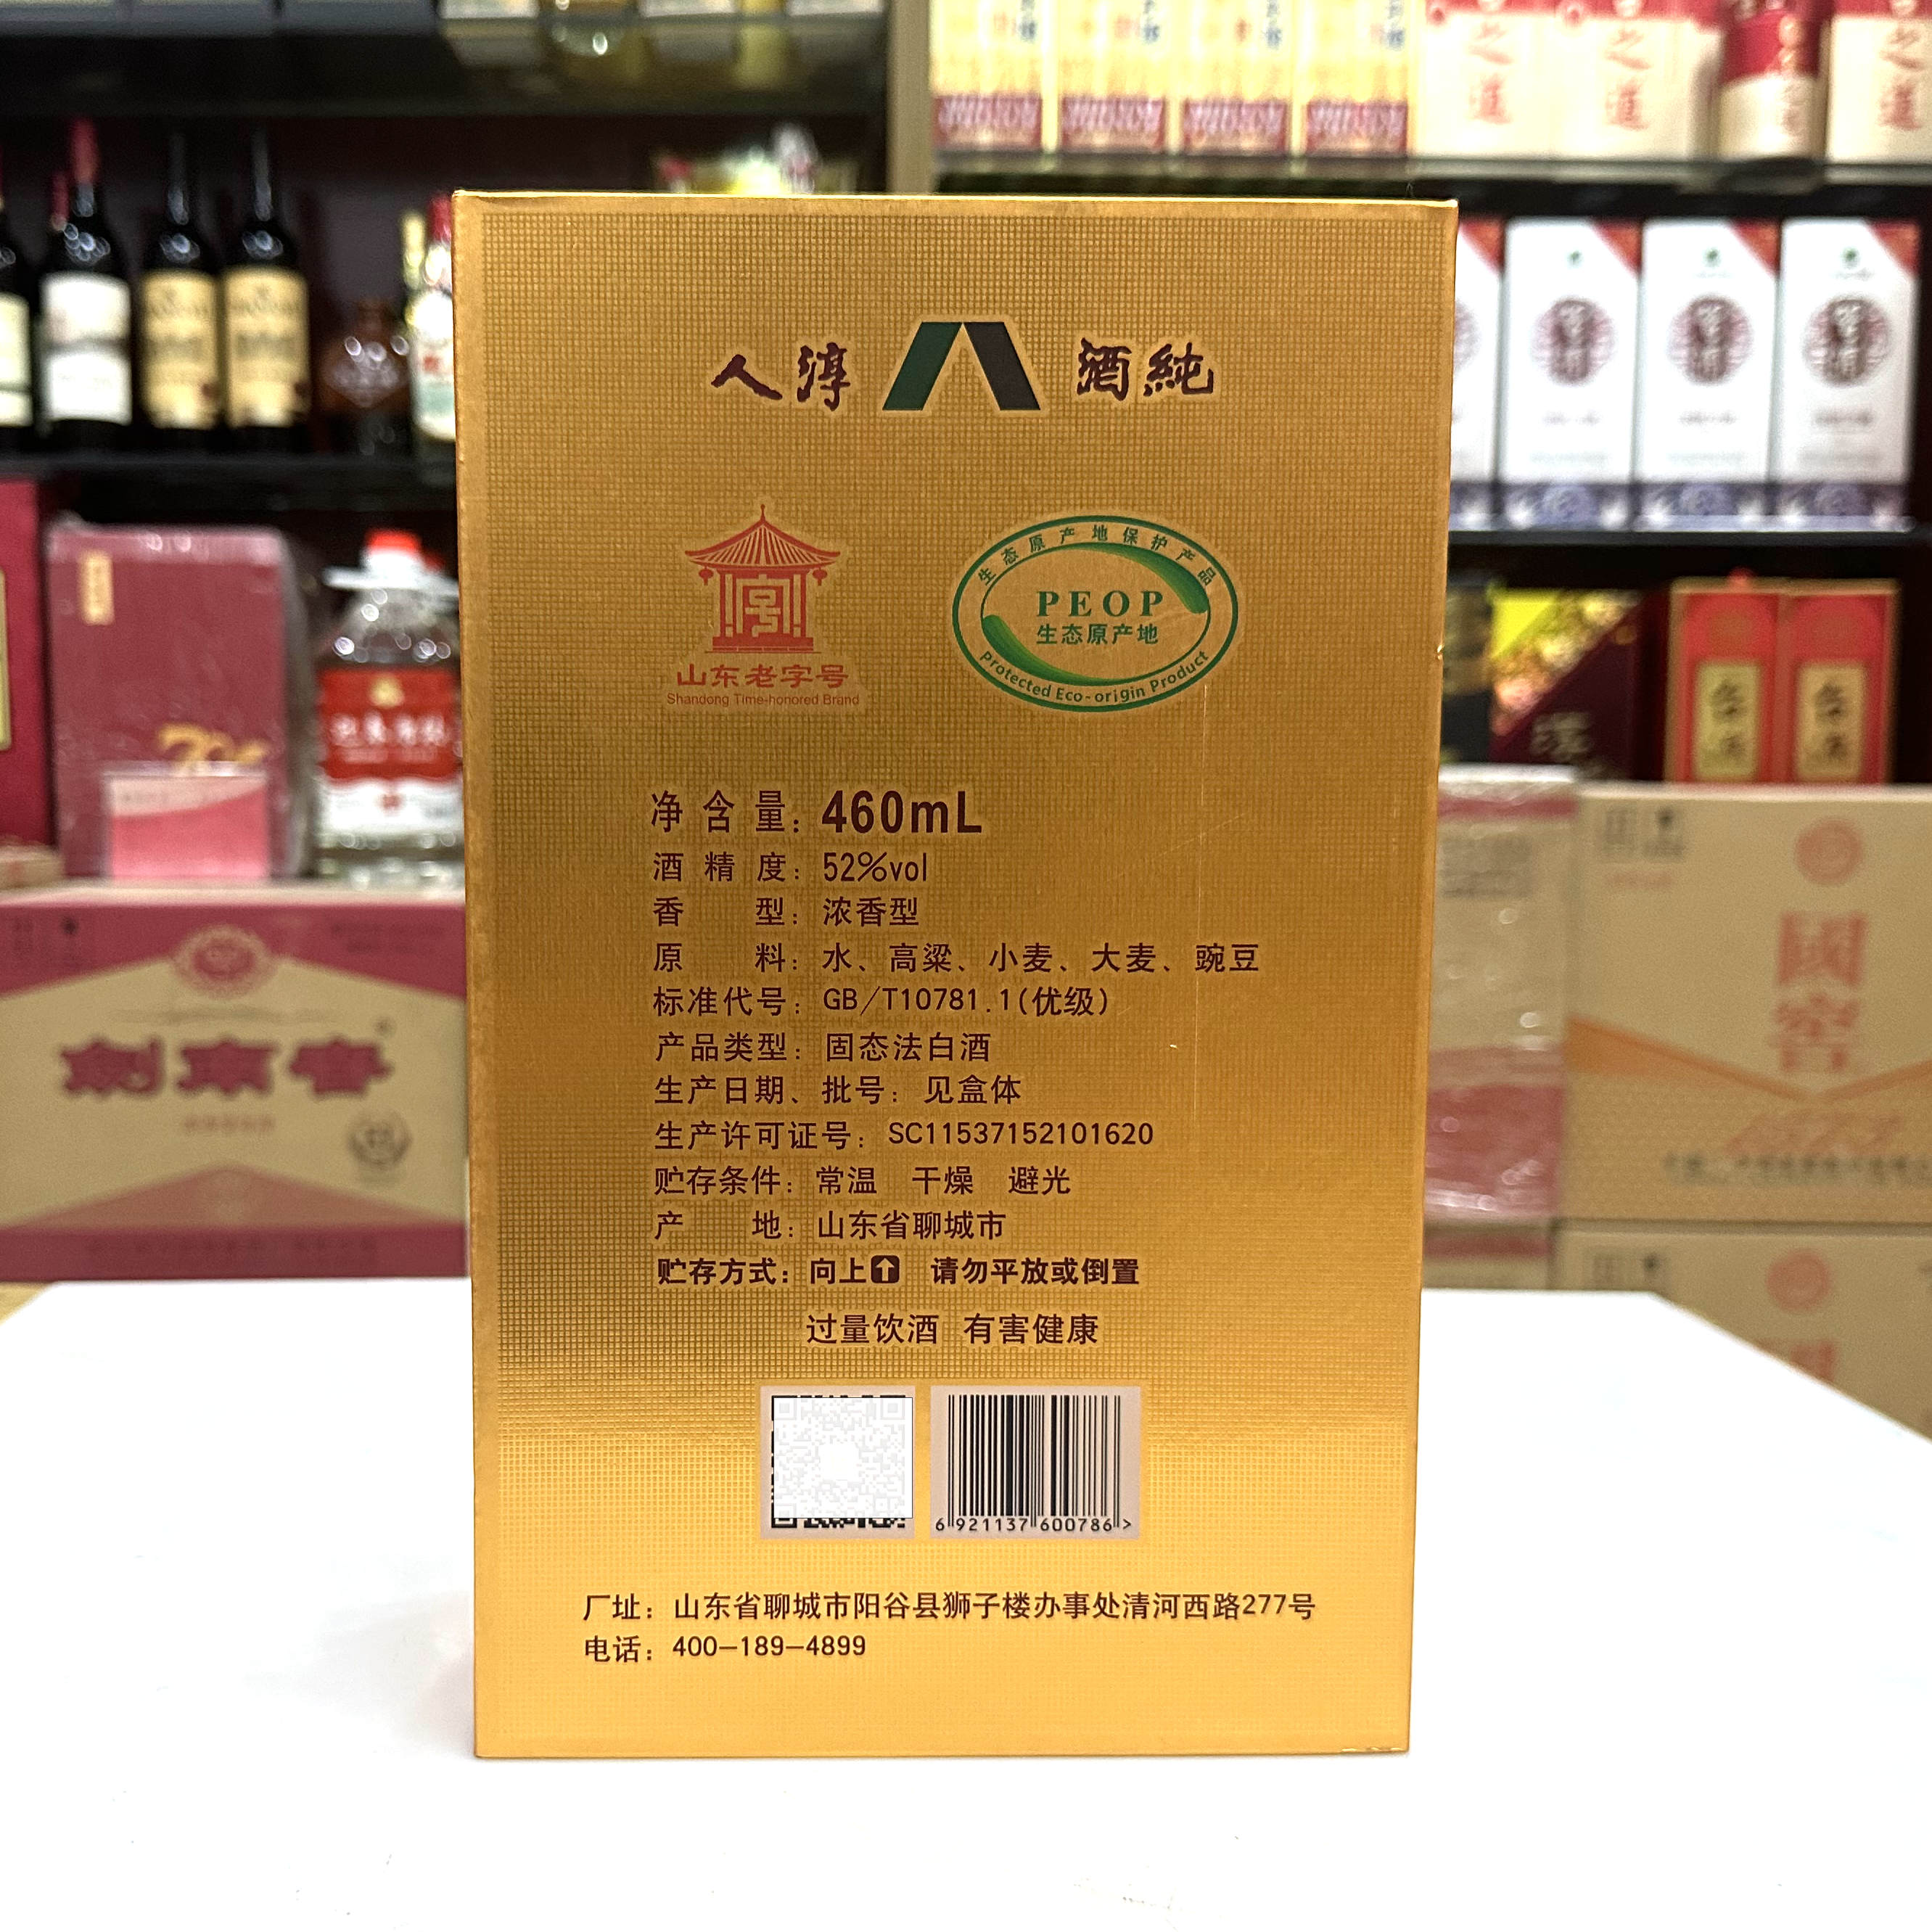 人淳 酒純
生态原产地保护产品
PEOP
生态原产地
Protected Eco-origin Product
山东老字号
Shandong Time-honored Brand
净含量：460mL
酒精度：52%vol
香型：浓香型
原料：水、高粱、小麦、大麦、豌豆
标准代号：GB/T10781.1(优级)
产品类型：固态法白酒
生产日期、批号：见盒体
生产许可证号：SC11537152101620
贮存条件：常温 干燥 避光
产地：山东省聊城市
贮存方式：向上 请勿平放或倒置
过量饮酒 有害健康
6 921137 600786 >
厂址：山东省聊城市阳谷县狮子楼办事处清河西路277号
电话：400-189-4899
國窖
1573